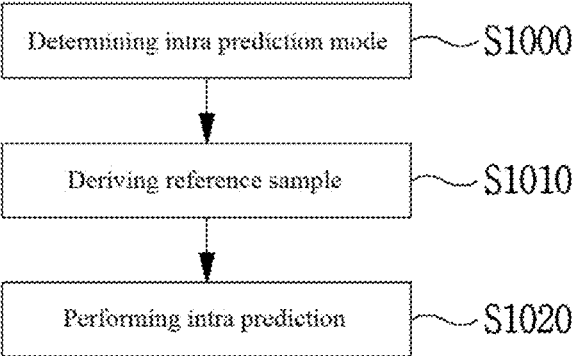 Determining intra prediction mode S1000
Deriving reference sample S1010
Performing intra prediction S1020